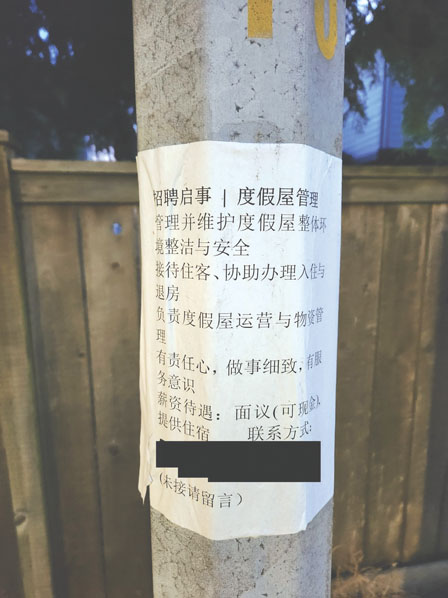 招聘启事 | 度假屋管理
管理并维护度假屋整体环
境整洁与安全
接待住客、协助办理入住与
退房
负责度假屋运营与物资管
理
有责任心，做事细致，有服
务意识
薪资待遇：面议(可现金)，
提供住宿 联系方式:
(未接请留言)